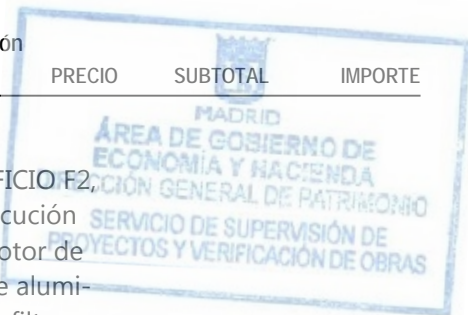 ón
PRECIO SUBTOTAL IMPORTE
MADRID
ÁREA DE GOBIERNO DE
ECONOMÍA Y HACIENDA
DIRECCIÓN GENERAL DE PATRIMONIO
SERVICIO DE SUPERVISIÓN DE
PROYECTOS Y VERIFICACIÓN DE OBRAS
FICIO F2,
cución
otor de
e alumi-